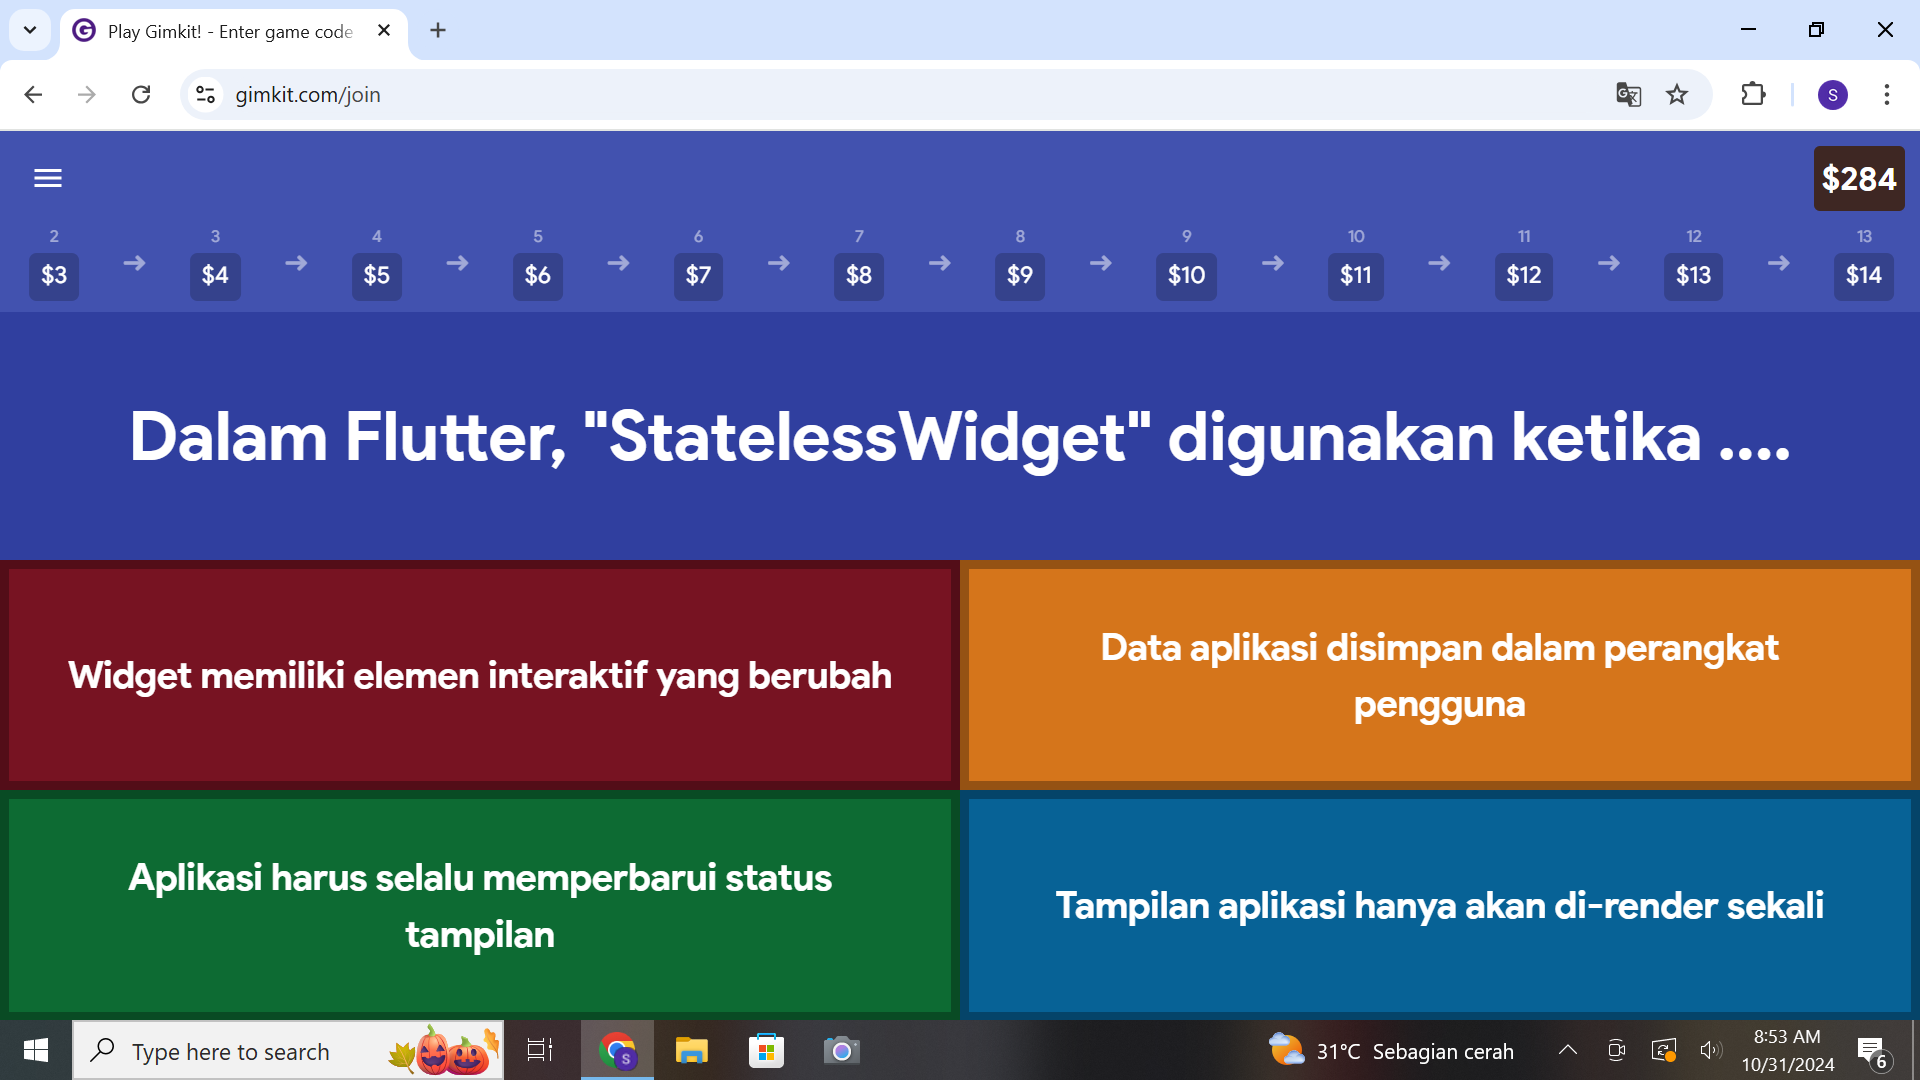 Play Gimkit! - Enter game code
gimkit.com/join
S
$284
2 3 4 5 6 7 8 9 10 11 12 13
$3 $4 $5 $6 $7 $8 $9 $10 $11 $12 $13 $14
Dalam Flutter, "StatelessWidget" digunakan ketika ....
Widget memiliki elemen interaktif yang berubah
Data aplikasi disimpan dalam perangkat
pengguna
Aplikasi harus selalu memperbarui status
tampilan
Tampilan aplikasi hanya akan di-render sekali
Type here to search
S
31°C Sebagian cerah
8:53 AM
10/31/2024
6